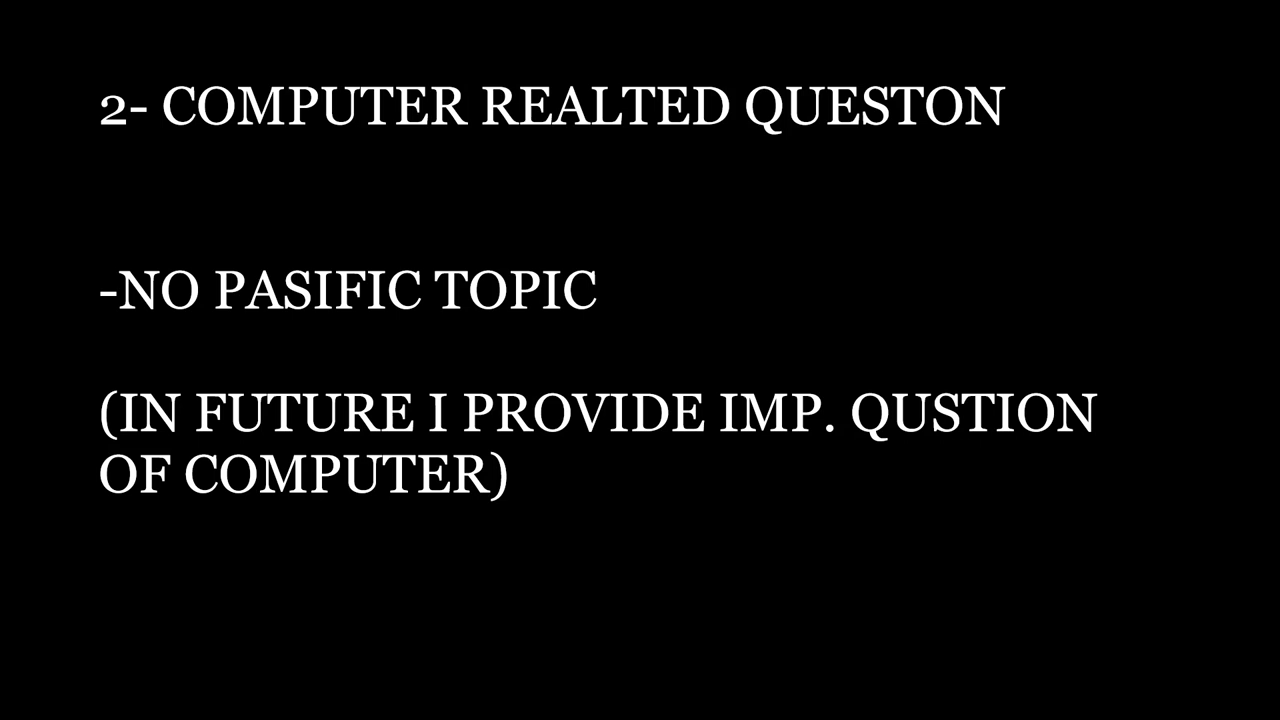 2- COMPUTER REALTED QUESTON
-NO PASIFIC TOPIC
(IN FUTURE I PROVIDE IMP. QUSTION
OF COMPUTER)